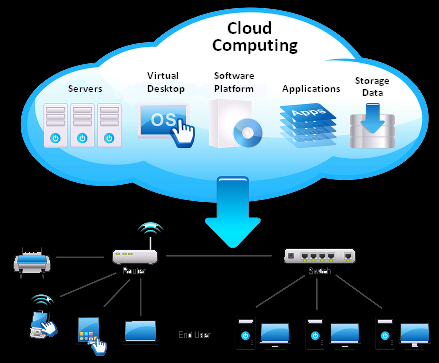 Cloud
Computing
Servers
Virtual
Desktop
Software
Platform
Applications
Storage
Data
OS
Apps
Router
Switch
End User